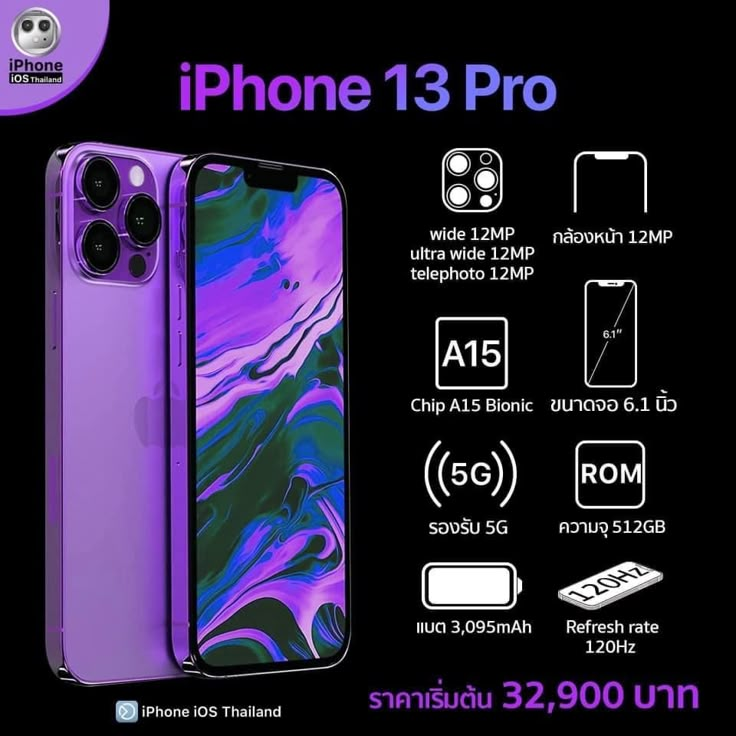 iPhone
iOS Thailand
iPhone 13 Pro
wide 12MP
ultra wide 12MP
telephoto 12MP
กล้องหน้า 12MP
A15
Chip A15 Bionic
6.1"
ขนาดจอ 6.1 นิ้ว
5G
รองรับ 5G
ROM
ความจุ 512GB
แบต 3,095mAh
120Hz
Refresh rate
120Hz
ราคาเริ่มต้น 32,900 บาท
iPhone iOS Thailand